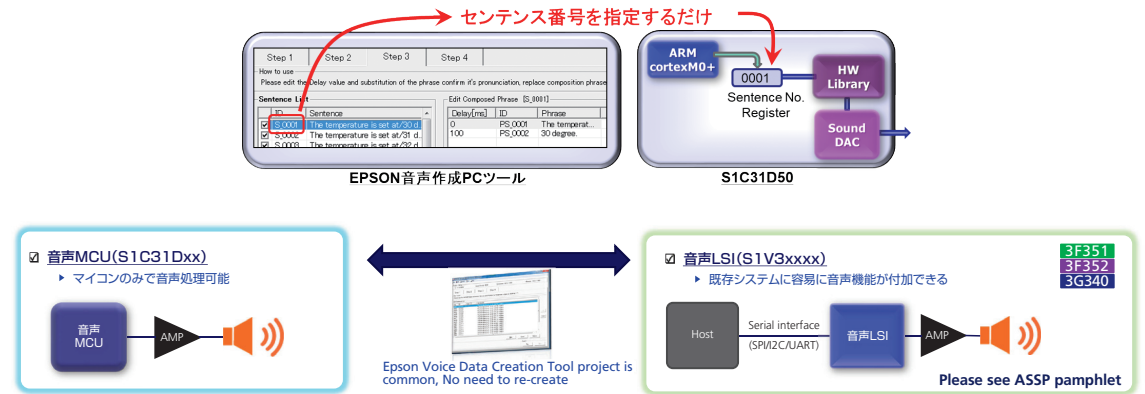 センテンス番号を指定するだけ
Step 1 Step 2 Step 3 Step 4
How to use
Please edit the Delay value and substitution of the phrase confirm it's pronunciation, replace composition phrase
Sentence List
ID Sentence
S_0001 The temperature is set at/30 d.
S_0002 The temperature is set at/31 d.
S_0003 The temperature is set at/32 d
Edit Composed Phrase [S_0001]
Delay[ms] ID Phrase
0 PS_0001 The temperat...
100 PS_0002 30 degree.
EPSON音声作成PCツール
ARM
cortexM0+
0001
Sentence No.
Register
HW
Library
Sound
DAC
S1C31D50
音声MCU(S1C31Dxx)
マイコンのみで音声処理可能
音声
MCU
AMP
Epson Voice Data Creation Tool project is
common, No need to re-create
音声LSI(S1V3xxxx)
既存システムに容易に音声機能が付加できる
3F351
3F352
3G340
Host
Serial interface
(SPI/I2C/UART)
音声LSI
AMP
Please see ASSP pamphlet